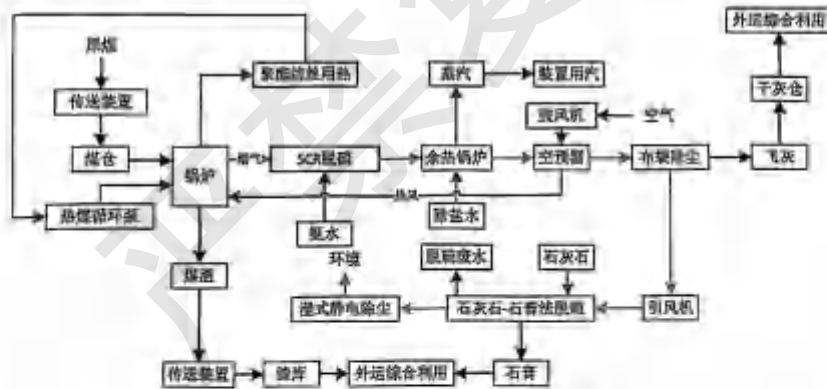 外运综合利用
原煤
聚酯纺丝用热
蒸汽
装置用汽
干灰仓
传送装置
鼓风机
空气
煤仓
锅炉
烟气
SCR脱硝
余热锅炉
空预器
布袋除尘
飞灰
热风
热煤循环泵
氨水
除盐水
环境
脱硫废水
石灰石
煤渣
湿式静电除尘
石灰石-石膏法脱硫
引风机
传送装置
渣库
外运综合利用
石膏